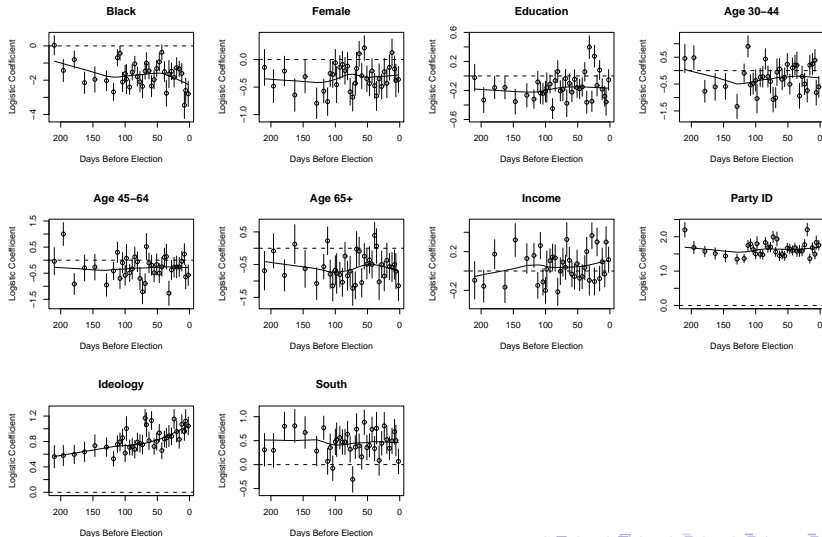 Black
Logistic Coefficient
0
−2
−4
200 150 100 50 0
Days Before Election
Female
Logistic Coefficient
0.0
−0.5
−1.0
200 150 100 50 0
Days Before Election
Education
Logistic Coefficient
0.6
0.2
−0.2
−0.6
200 150 100 50 0
Days Before Election
Age 30−44
Logistic Coefficient
0.5
−0.5
−1.5
200 150 100 50 0
Days Before Election
Age 45−64
Logistic Coefficient
1.5
0.5
−0.5
−1.5
200 150 100 50 0
Days Before Election
Age 65+
Logistic Coefficient
0.5
−0.5
−1.5
200 150 100 50 0
Days Before Election
Income
Logistic Coefficient
0.2
−0.2
200 150 100 50 0
Days Before Election
Party ID
Logistic Coefficient
2.0
1.0
0.0
200 150 100 50 0
Days Before Election
Ideology
Logistic Coefficient
1.2
0.8
0.4
0.0
200 150 100 50 0
Days Before Election
South
Logistic Coefficient
1.0
0.5
0.0
−0.5
200 150 100 50 0
Days Before Election